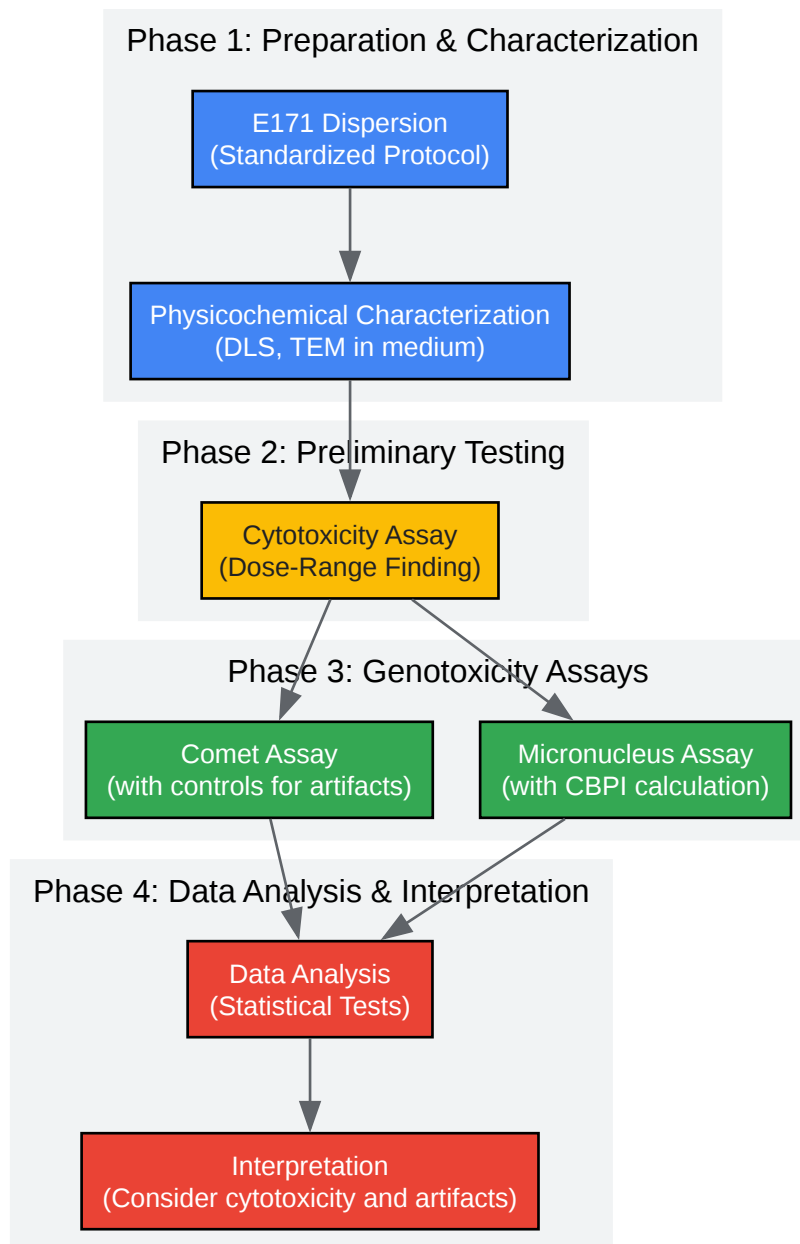 Phase 1: Preparation & Characterization
E171 Dispersion
(Standardized Protocol)
Physicochemical Characterization
(DLS, TEM in medium)
Phase 2: Preliminary Testing
Cytotoxicity Assay
(Dose-Range Finding)
Phase 3: Genotoxicity Assays
Comet Assay
(with controls for artifacts)
Micronucleus Assay
(with CBPI calculation)
Phase 4: Data Analysis & Interpretation
Data Analysis
(Statistical Tests)
Interpretation
(Consider cytotoxicity and artifacts)